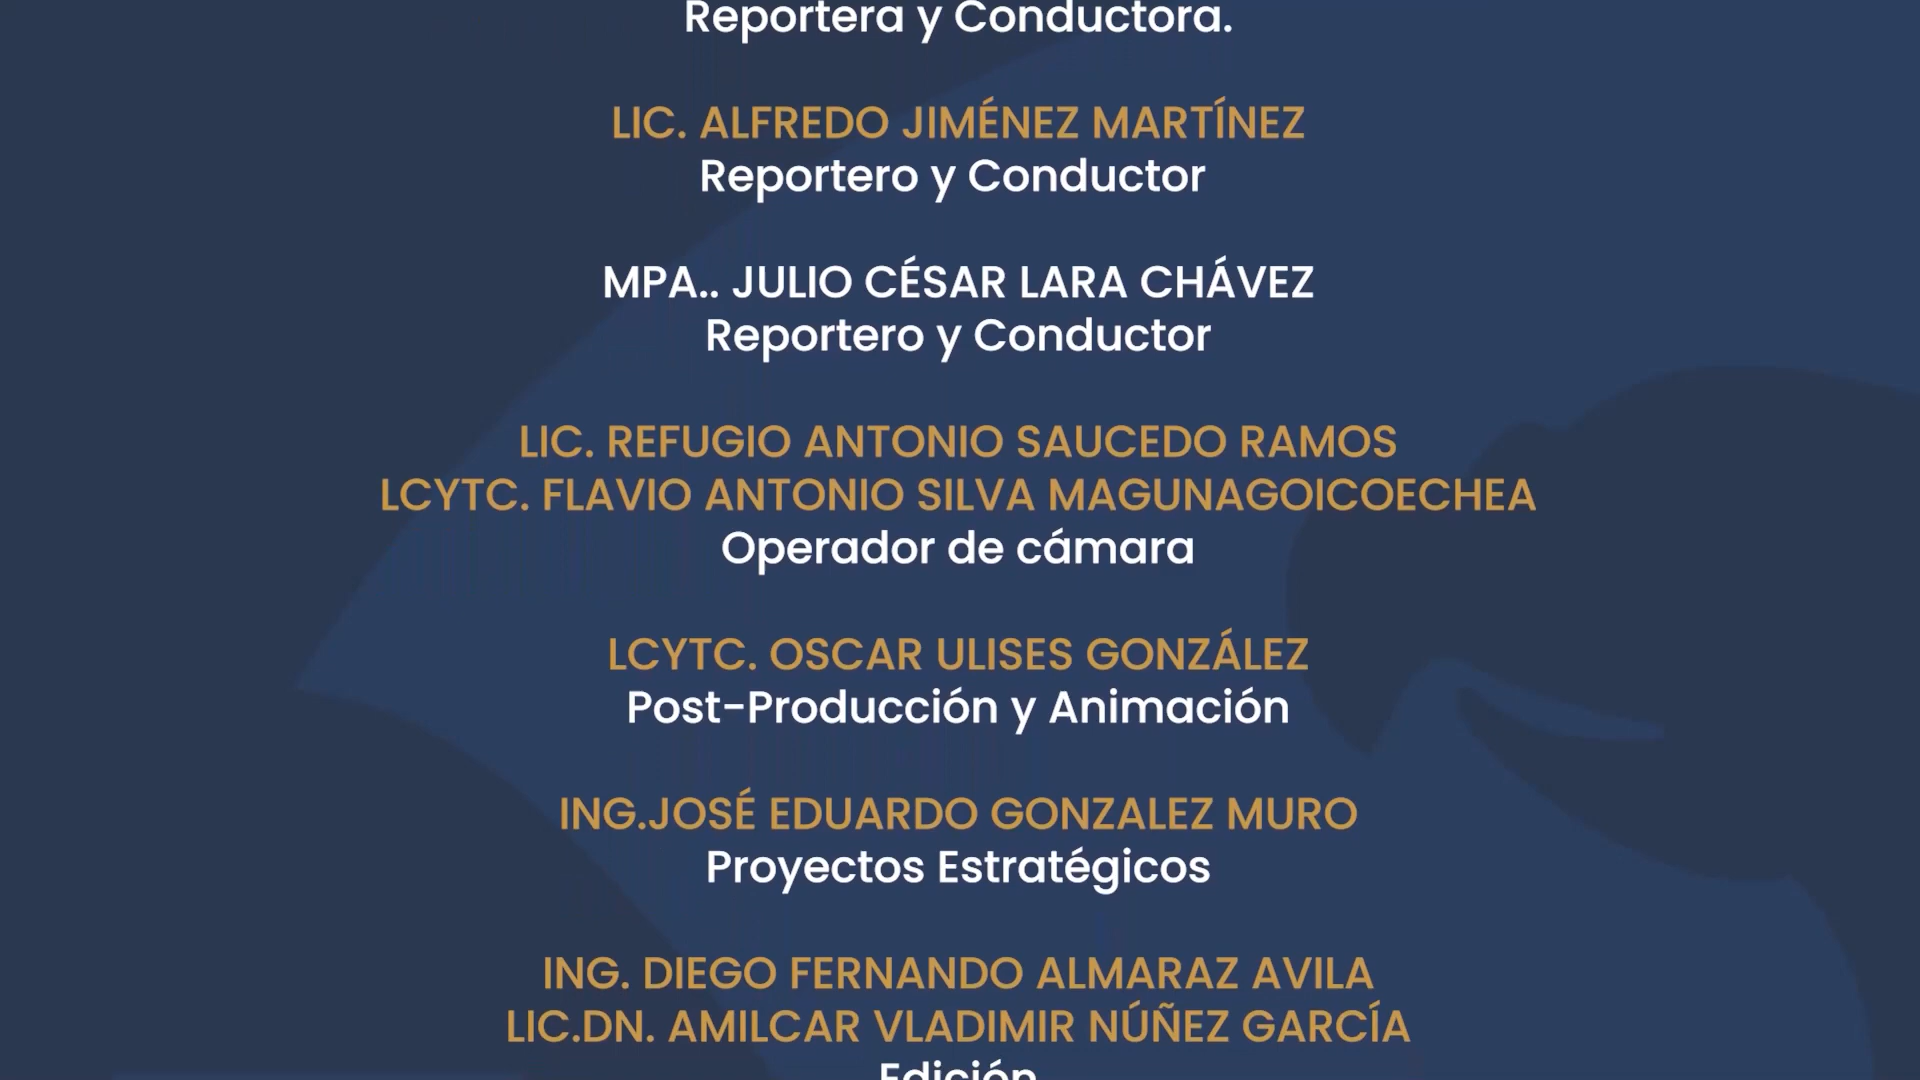 Reportera y Conductora.
LIC. ALFREDO JIMÉNEZ MARTÍNEZ
Reportero y Conductor
MPA.. JULIO CÉSAR LARA CHÁVEZ
Reportero y Conductor
LIC. REFUGIO ANTONIO SAUCEDO RAMOS
LCYTC. FLAVIO ANTONIO SILVA MAGUNAGOICOECHEA
Operador de cámara
LCYTC. OSCAR ULISES GONZÁLEZ
Post-Producción y Animación
ING.JOSÉ EDUARDO GONZALEZ MURO
Proyectos Estratégicos
ING. DIEGO FERNANDO ALMARAZ AVILA
LIC.DN. AMILCAR VLADIMIR NÚÑEZ GARCÍA
Edición